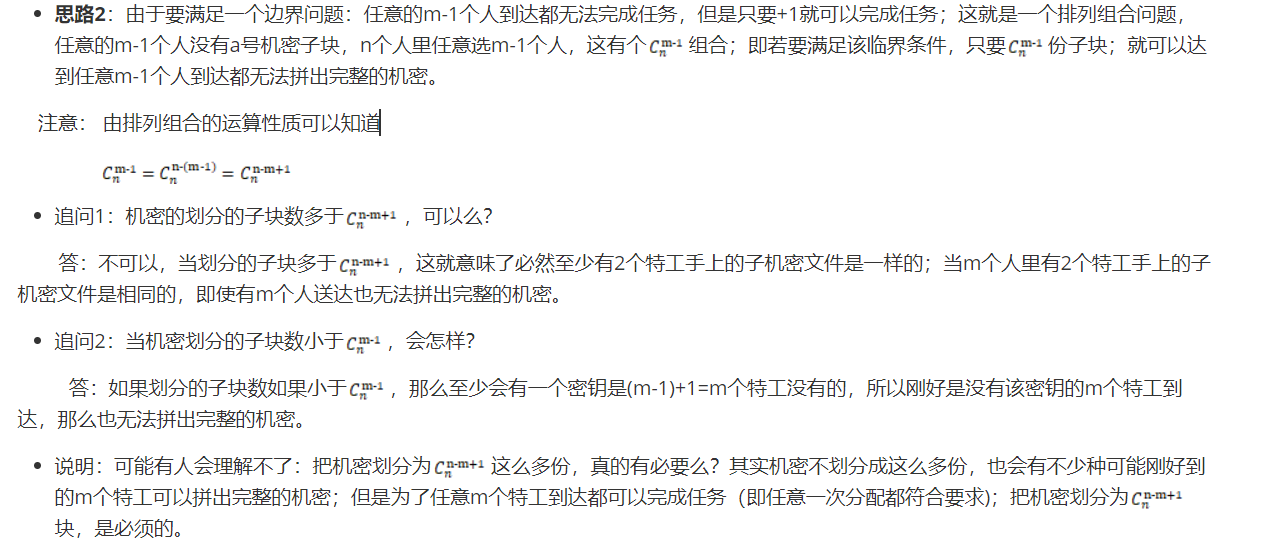 • 思路2：由于要满足一个边界问题：任意的m-1个人到达都无法完成任务，但是只要+1就可以完成任务；这就是一个排列组合问题，
任意的m-1个人没有a号机密子块，n个人里任意选m-1个人，这有个 C_n^{m-1} 组合；即若要满足该临界条件，只要 C_n^{m-1} 份子块；就可以达
到任意m-1个人到达都无法拼出完整的机密。
注意： 由排列组合的运算性质可以知道
C_n^{m-1} = C_n^{n-(m-1)} = C_n^{n-m+1}
• 追问1：机密的划分的子块数多于 C_n^{n-m+1} ，可以么？
答：不可以，当划分的子块多于 C_n^{n-m+1} ，这就意味了必然至少有2个特工手上的子机密文件是一样的；当m个人里有2个特工手上的子
机密文件是相同的，即使有m个人送达也无法拼出完整的机密。
• 追问2：当机密划分的子块数小于 C_n^{m-1} ，会怎样？
答：如果划分的子块数如果小于 C_n^{m-1} ，那么至少会有一个密钥是(m-1)+1=m个特工没有的，所以刚好是没有该密钥的m个特工到
达，那么也无法拼出完整的机密。
• 说明：可能有人会理解不了：把机密划分为 C_n^{n-m+1} 这么多份，真的有必要么？其实机密不划分成这么多份，也会有不少种可能刚好到
的m个特工可以拼出完整的机密；但是为了任意m个特工到达都可以完成任务（即任意一次分配都符合要求)；把机密划分为 C_n^{n-m+1}
块，是必须的。